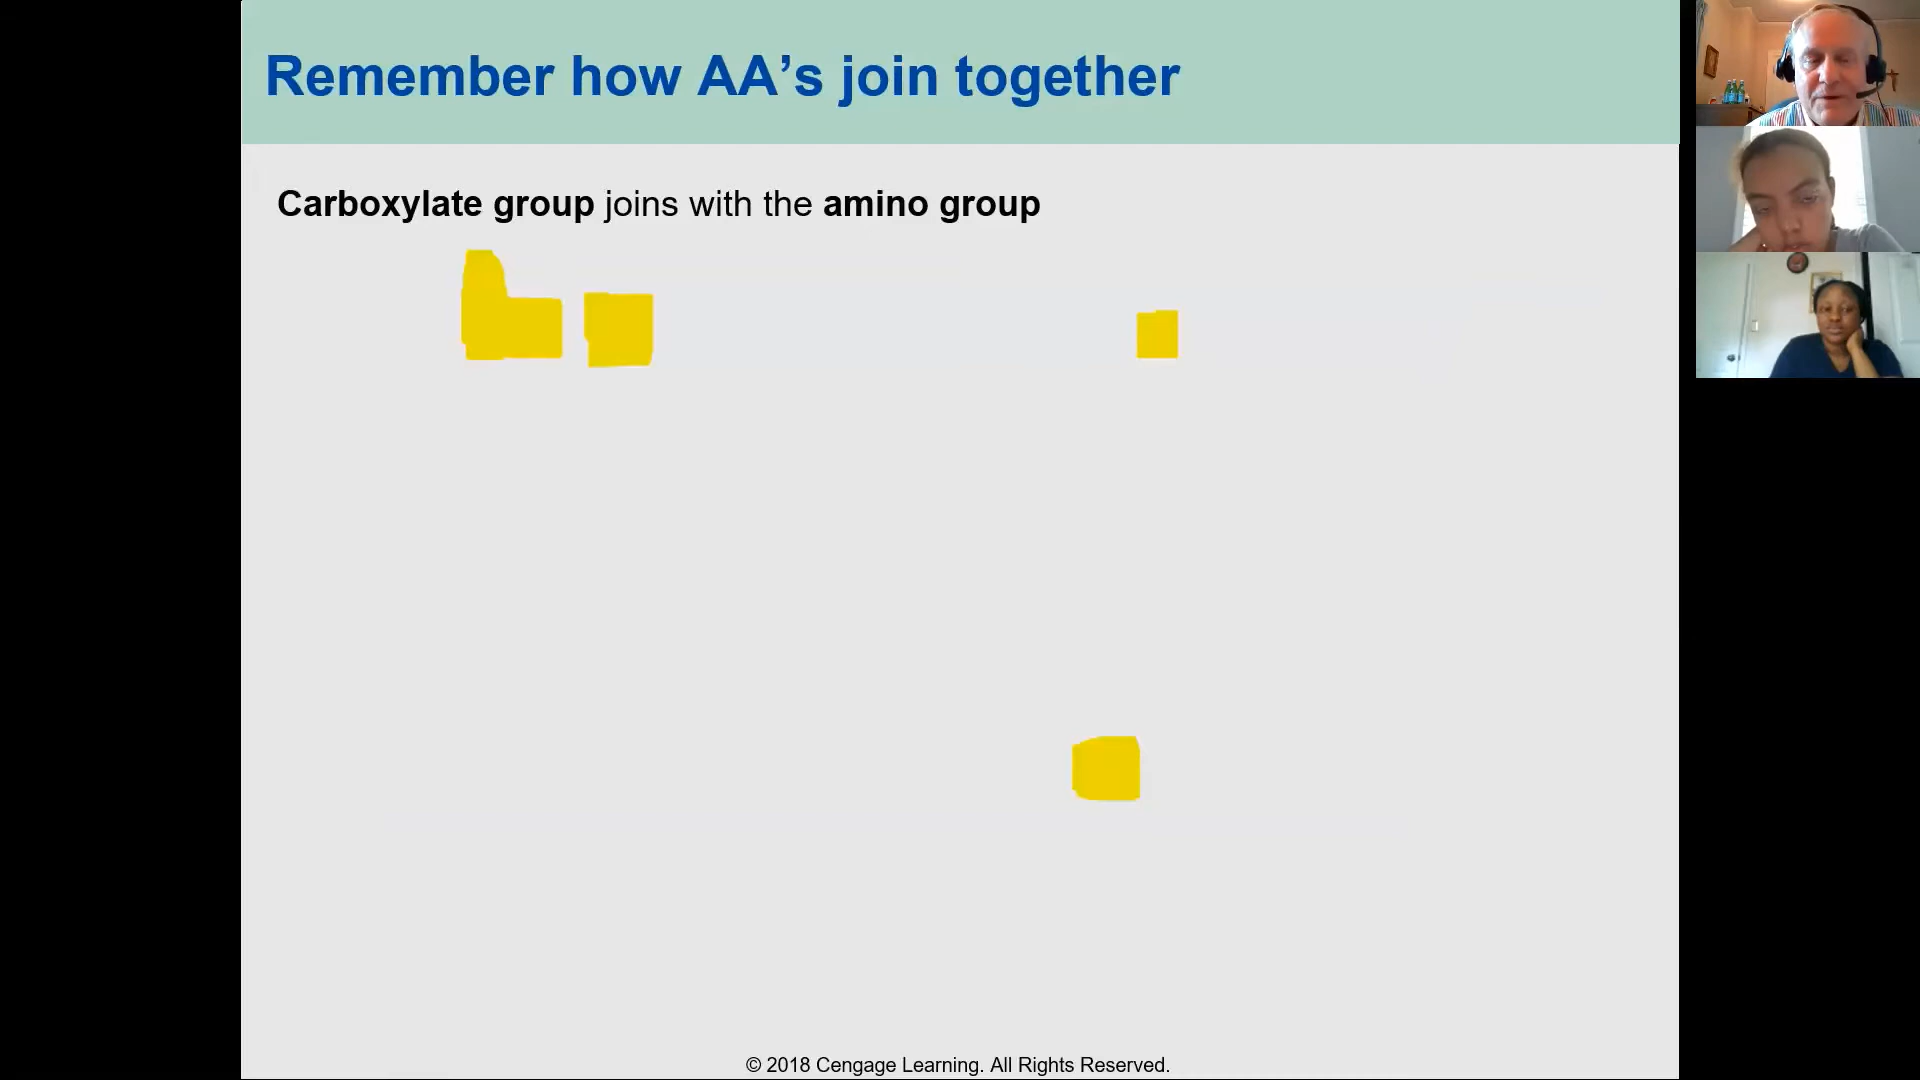 Remember how AA’s join together
Carboxylate group joins with the amino group
© 2018 Cengage Learning. All Rights Reserved.